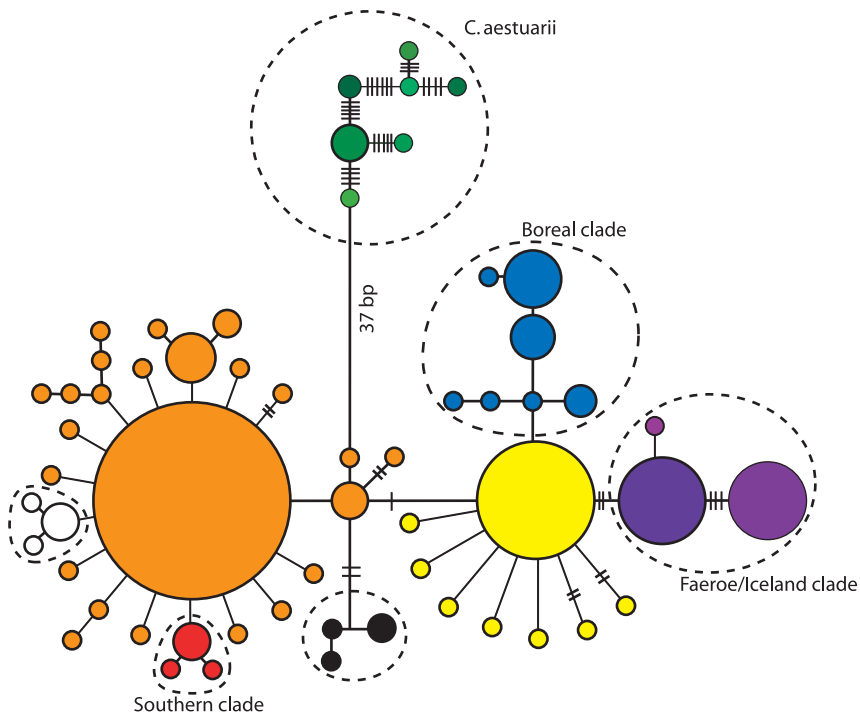 C. aestuarii
Boreal clade
37 bp
Faeroe/Iceland clade
Southern clade